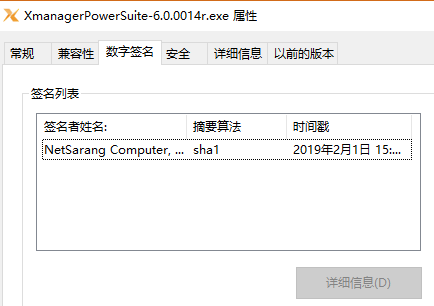 XmanagerPowerSuite-6.0.0014r.exe 属性
常规 兼容性 数字签名 安全 详细信息 以前的版本
签名列表
签名者姓名: 摘要算法 时间戳
NetSarang Computer, ... sha1 2019年2月1日 15:...
详细信息(D)